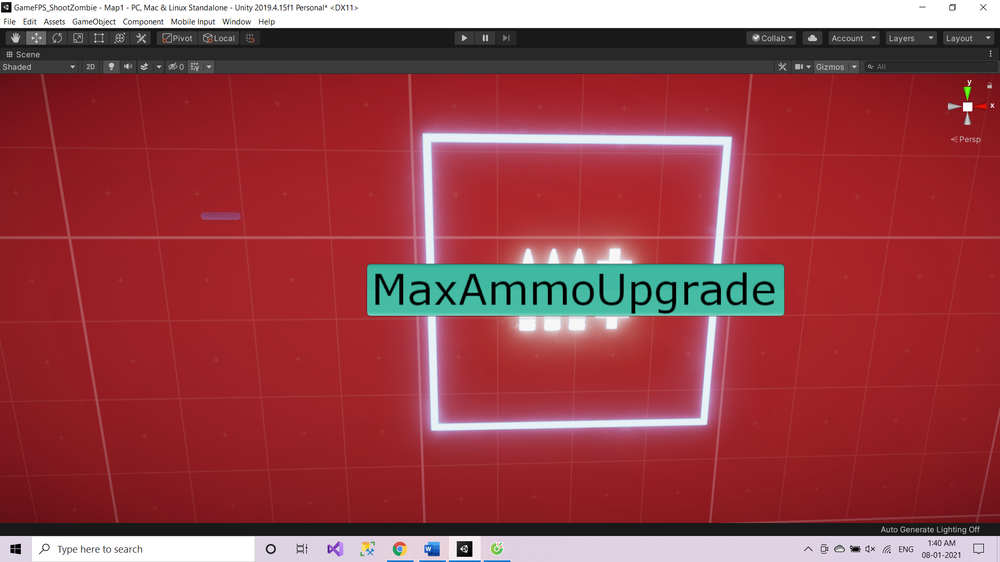 GameFPS_ShootZombie - Map1 - PC, Mac & Linux Standalone - Unity 2019.4.15f1 Personal* <DX11>
File Edit Assets GameObject Component Mobile Input Window Help
Pivot Local Collab Account Layers Layout
Scene
Shaded 2D 0 Gizmos All
y
x
Persp
MaxAmmoUpgrade
Auto Generate Lighting Off
Type here to search
ENG
1:40 AM
08-01-2021